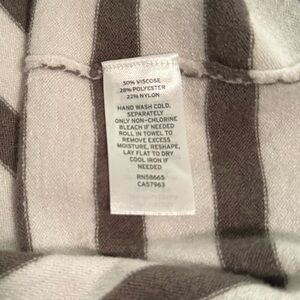 50% VISCOSE
28% POLYESTER
22% NYLON
HAND WASH COLD,
SEPARATELY
ONLY NON-CHLORINE
BLEACH IF NEEDED
ROLL IN TOWEL TO
REMOVE EXCESS
MOISTURE, RESHAPE,
LAY FLAT TO DRY
COOL IRON IF
NEEDED
RN58665
CA57963